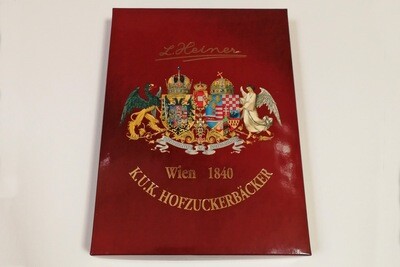 L. Heiner
Wien 1840
K.U.K. HOFZUCKERBÄCKER